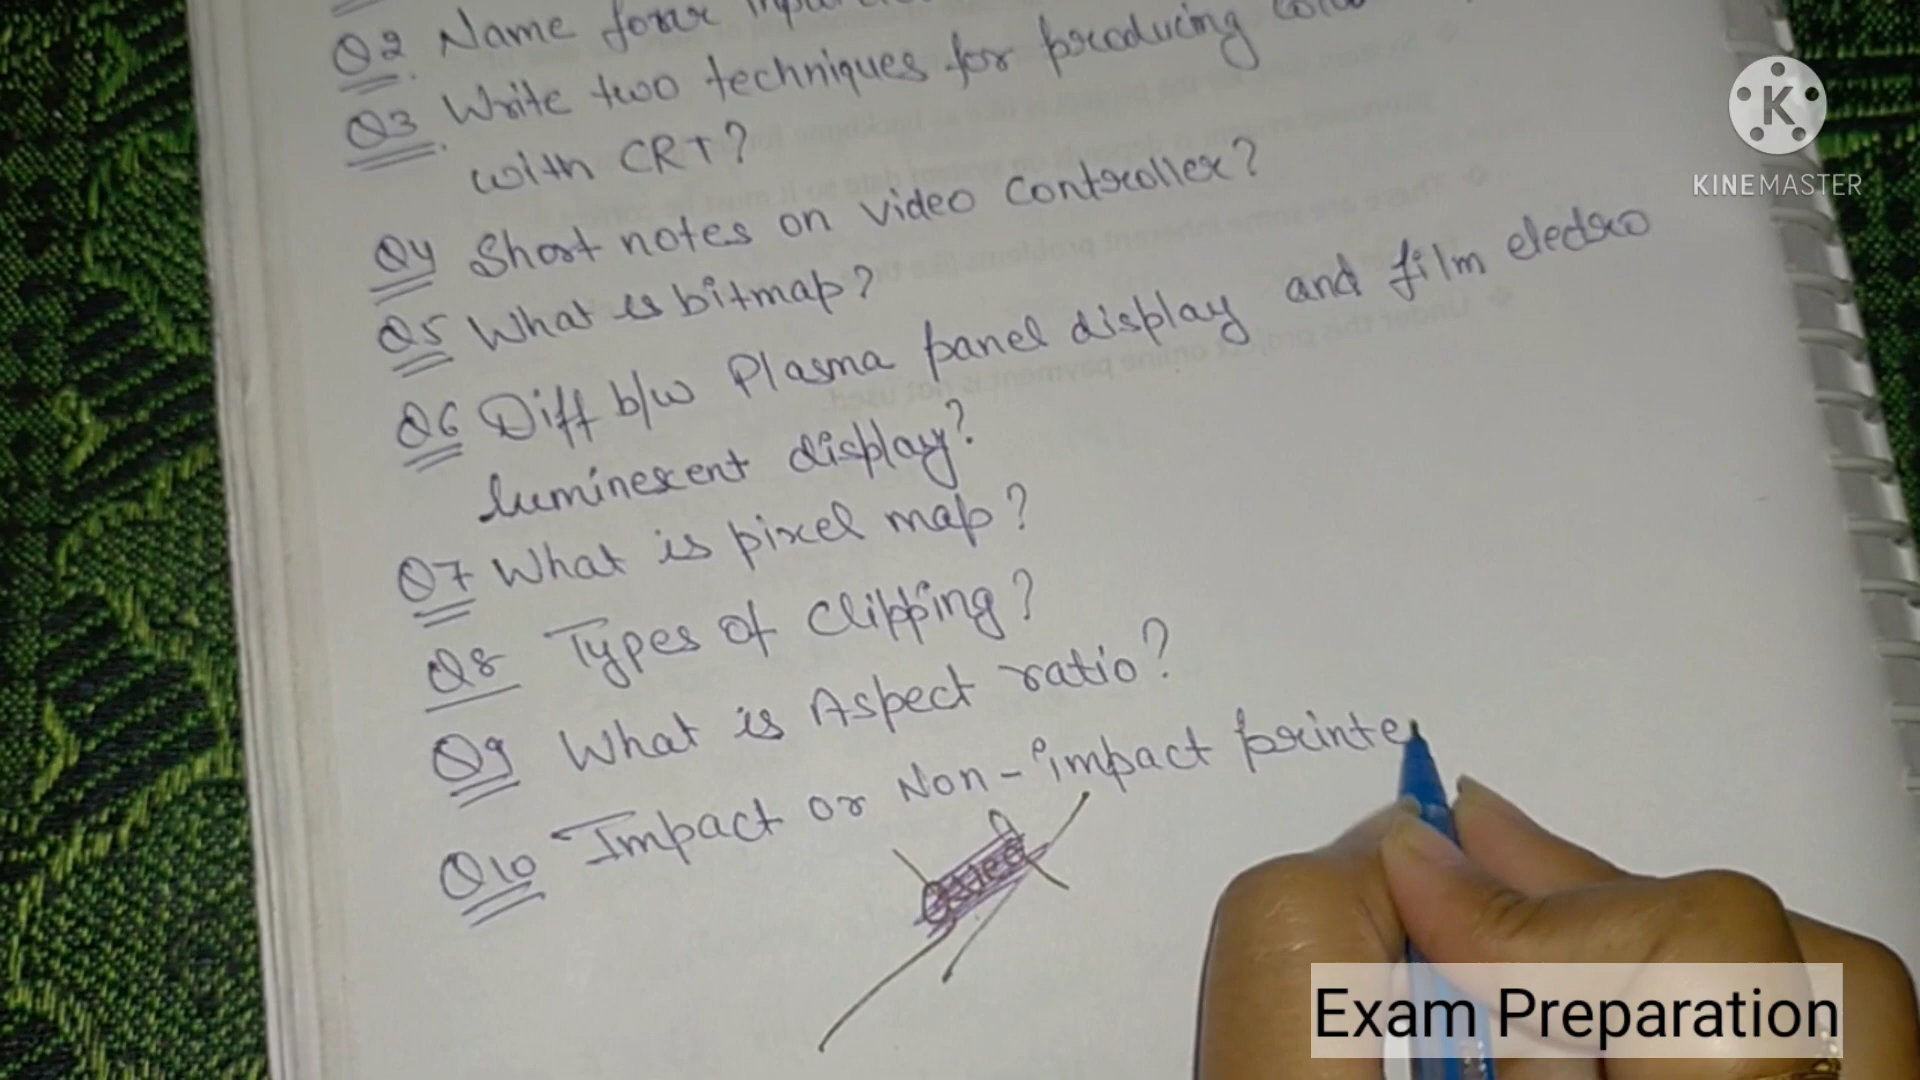 Q2. Name four
Q3. Write two techniques for producing
with CRT?
Q4 Short notes on video controller?
Q5 What is bitmap?
Q6 Diff b/w Plasma panel display and film electro
luminescent display?
Q7 What is pixel map?
Q8 Types of Clipping?
Q9 What is Aspect ratio?
Q10 Impact or Non-impact printe
K
KINEMASTER
Exam Preparation